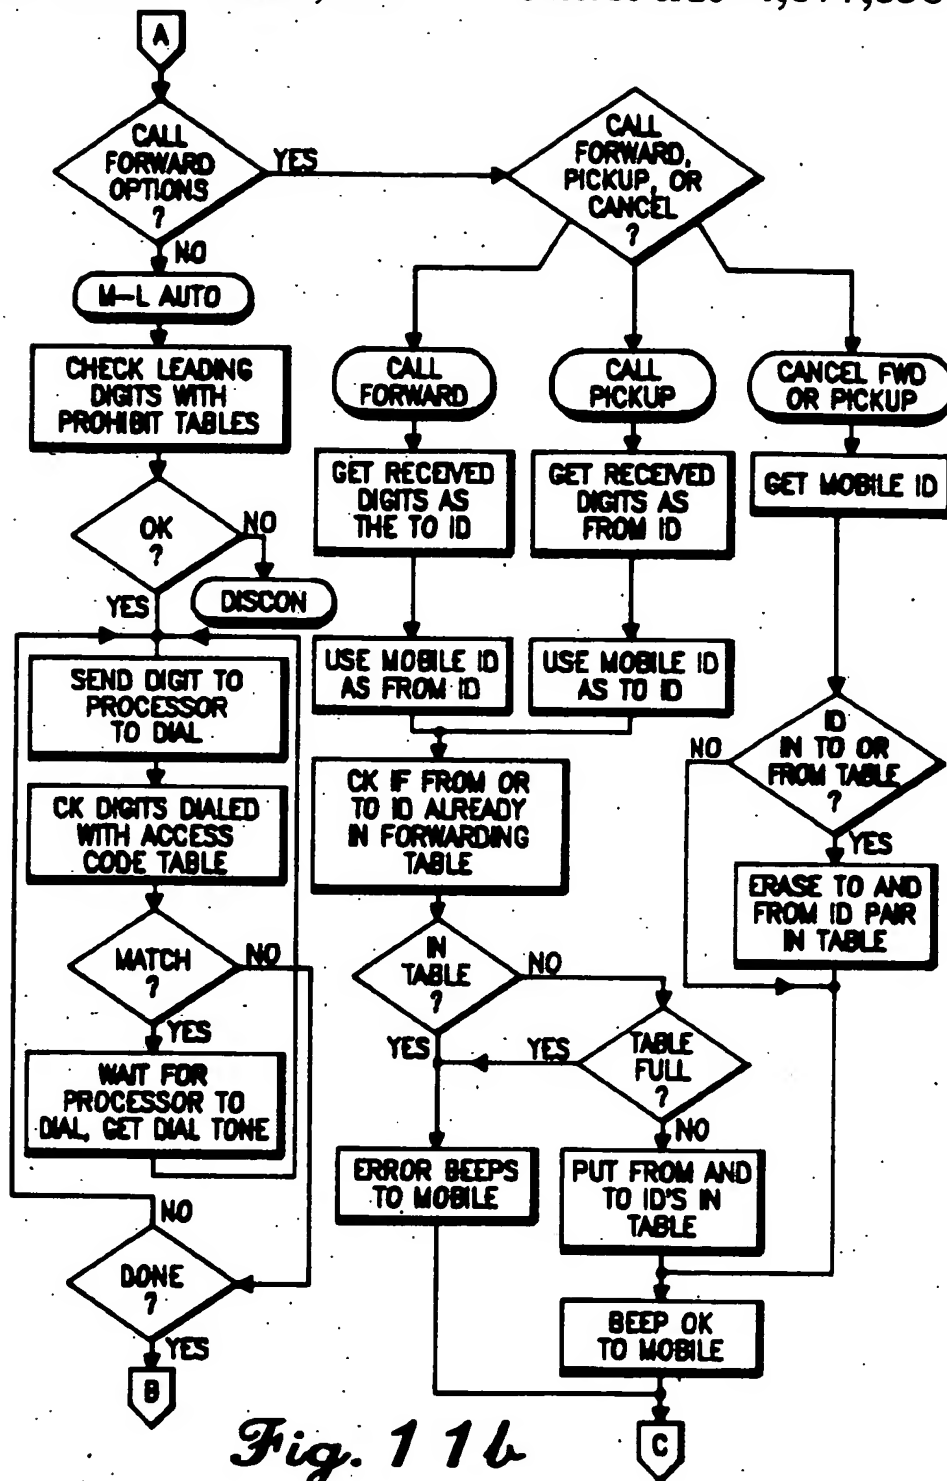 A
CALL
FORWARD
OPTIONS
?
YES
NO
CALL
FORWARD,
PICKUP, OR
CANCEL
?
M-L AUTO
CHECK LEADING
DIGITS WITH
PROHIBIT TABLES
OK
?
NO
DISCON
YES
SEND DIGIT TO
PROCESSOR
TO DIAL
CK DIGITS DIALED
WITH ACCESS
CODE TABLE
MATCH
?
NO
YES
WAIT FOR
PROCESSOR TO
DIAL, GET DIAL TONE
NO
DONE
?
YES
B
CALL
FORWARD
GET RECEIVED
DIGITS AS
THE TO ID
USE MOBILE ID
AS FROM ID
CALL
PICKUP
GET RECEIVED
DIGITS AS
FROM ID
USE MOBILE ID
AS TO ID
CK IF FROM OR
TO ID ALREADY
IN FORWARDING
TABLE
IN
TABLE
?
NO
YES
TABLE
FULL
?
YES
NO
ERROR BEEPS
TO MOBILE
PUT FROM AND
TO ID'S IN
TABLE
CANCEL FWD
OR PICKUP
GET MOBILE ID
ID
IN TO OR
FROM TABLE
?
NO
YES
ERASE TO AND
FROM ID PAIR
IN TABLE
BEEP OK
TO MOBILE
C
Fig. 11b